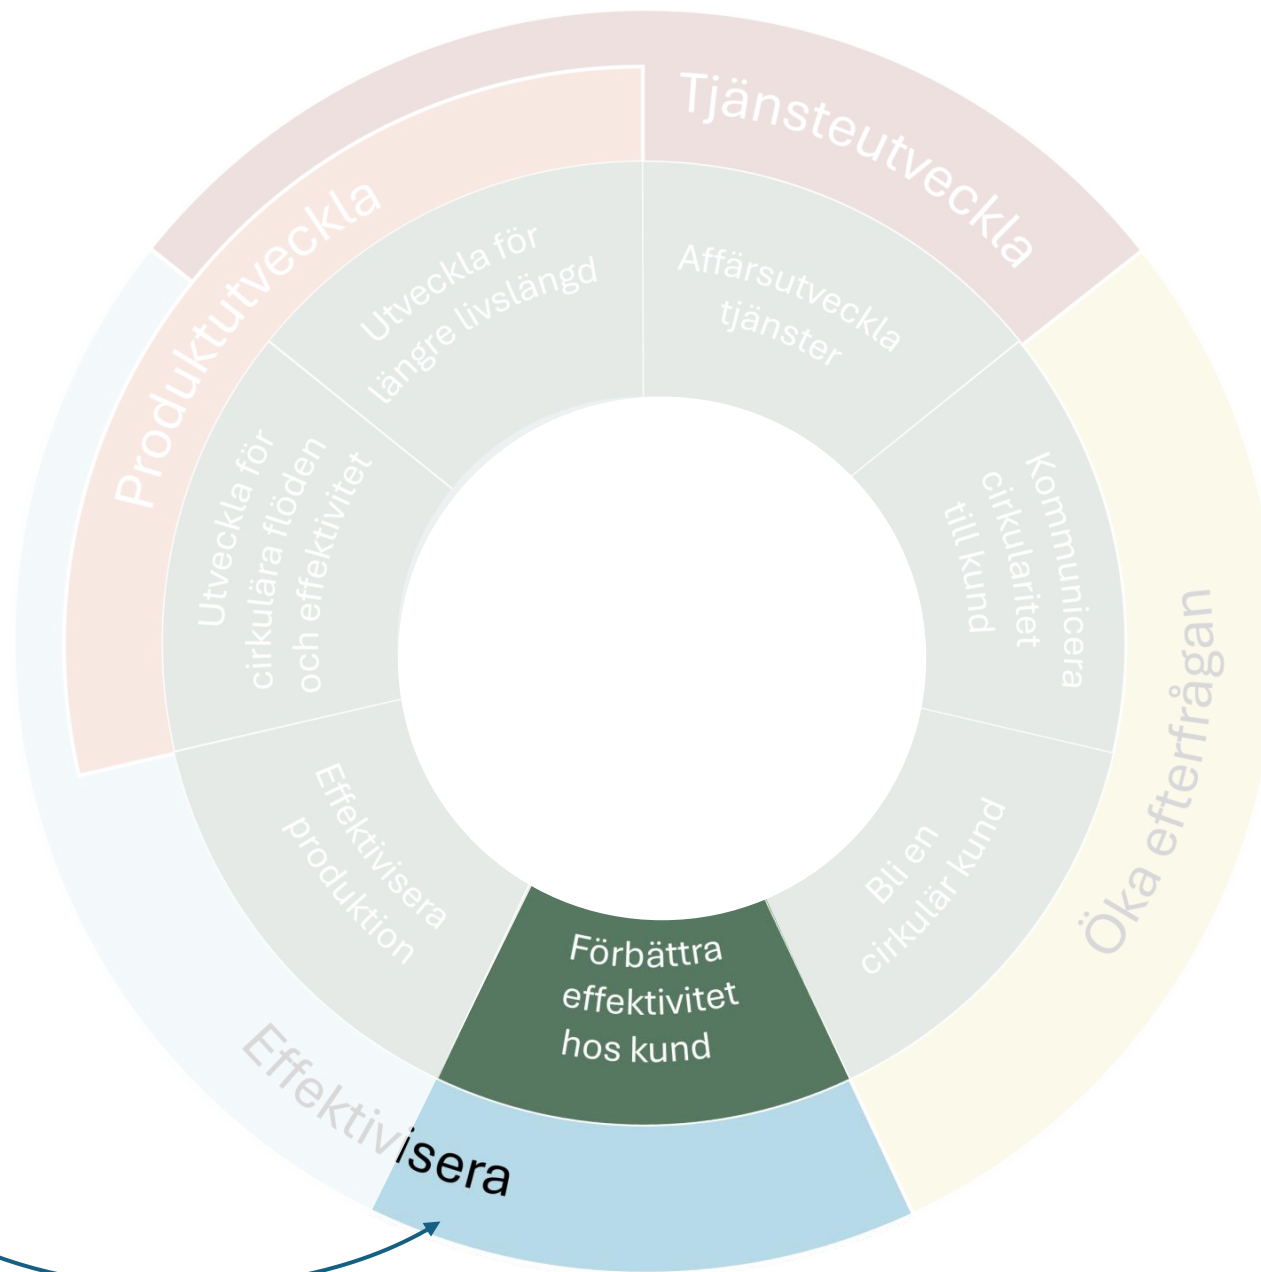 Tjänsteutveckla
Produktutveckla
Utveckla för
längre livslängd
Affärsutveckla
tjänster
Utveckla för
cirkulära flöden
och effektivitet
Kommunicera
cirkularitet
till kund
Öka efterfrågan
Effektivisera
produktion
Bli en
cirkulär kund
Förbättra
effektivitet
hos kund
Effektivisera